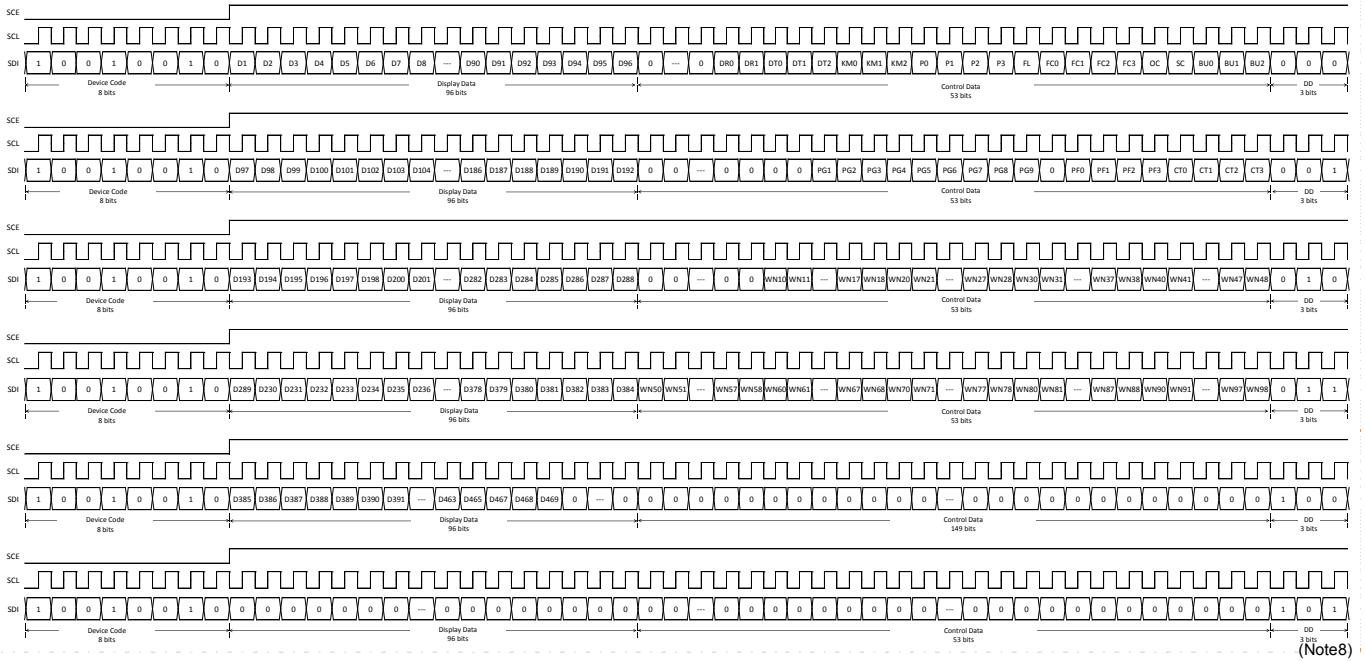 SCE
SCL
SDI 1 0 0 1 0 0 1 0 D1 D2 D3 D4 D5 D6 D7 D8 --- D90 D91 D92 D93 D94 D95 D96 0 --- 0 DR0 DR1 DT0 DT1 DT2 KM0 KM1 KM2 P0 P1 P2 P3 FL FC0 FC1 FC2 FC3 OC SC BU0 BU1 BU2 0 0 0
Device Code Display Data Control Data DD
8 bits 96 bits 53 bits 3 bits
SCE
SCL
SDI 1 0 0 1 0 0 1 0 D97 D98 D99 D100 D101 D102 D103 D104 --- D186 D187 D188 D189 D190 D191 D192 0 0 --- 0 0 0 0 PG1 PG2 PG3 PG4 PG5 PG6 PG7 PG8 PG9 0 PF0 PF1 PF2 PF3 CT0 CT1 CT2 CT3 0 0 1
Device Code Display Data Control Data DD
8 bits 96 bits 53 bits 3 bits
SCE
SCL
SDI 1 0 0 1 0 0 1 0 D193 D194 D195 D196 D197 D198 D200 D201 --- D282 D283 D284 D285 D286 D287 D288 0 0 --- 0 0 WN10 WN11 --- WN17 WN18 WN20 WN21 --- WN27 WN28 WN30 WN31 --- WN37 WN38 WN40 WN41 --- WN47 WN48 0 1 0
Device Code Display Data Control Data DD
8 bits 96 bits 53 bits 3 bits
SCE
SCL
SDI 1 0 0 1 0 0 1 0 D289 D230 D231 D232 D233 D234 D235 D236 --- D378 D379 D380 D381 D382 D383 D384 WN50 WN51 --- WN57 WN58 WN60 WN61 --- WN67 WN68 WN70 WN71 --- WN77 WN78 WN80 WN81 --- WN87 WN88 WN90 WN91 --- WN97 WN98 0 1 1
Device Code Display Data Control Data DD
8 bits 96 bits 53 bits 3 bits
SCE
SCL
SDI 1 0 0 1 0 0 1 0 D385 D386 D387 D388 D389 D390 D391 --- D463 D465 D467 D468 D469 0 --- 0 0 0 0 0 0 0 0 0 0 0 0 0 --- 0 0 0 0 0 0 0 0 0 0 0 0 1 0 0
Device Code Display Data Control Data DD
8 bits 96 bits 149 bits 3 bits
SCE
SCL
SDI 1 0 0 1 0 0 1 0 0 0 0 0 0 0 0 --- 0 0 0 0 0 0 0 0 0 0 --- 0 0 0 0 0 0 0 0 0 --- 0 0 0 0 0 0 0 0 0 0 0 0 1 0 1
Device Code Display Data Control Data DD
8 bits 96 bits 53 bits 3 bits
(Note8)